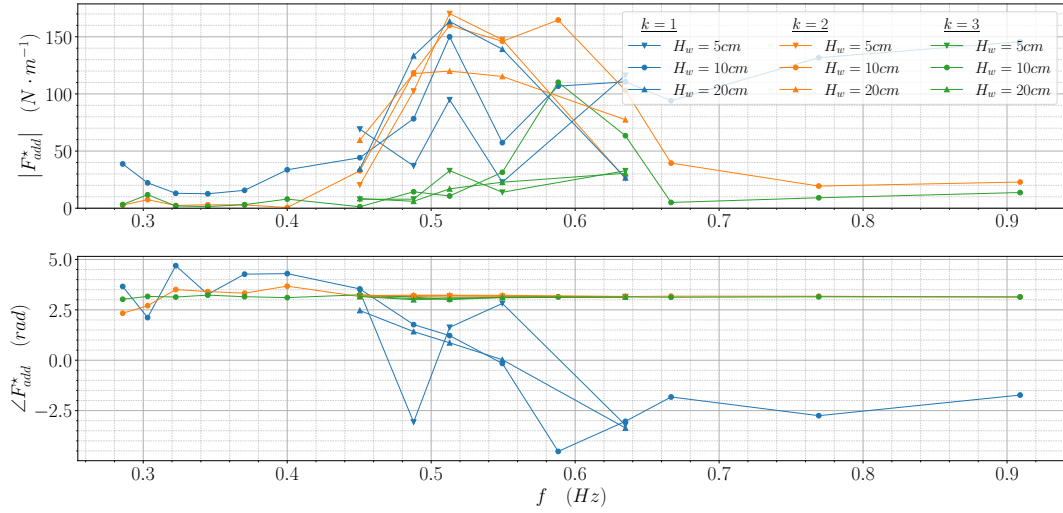 150
100
50
0
|F*add| (N · m−1)
k = 1 k = 2 k = 3
Hw = 5cm Hw = 5cm Hw = 5cm
Hw = 10cm Hw = 10cm Hw = 10cm
Hw = 20cm Hw = 20cm Hw = 20cm
0.3 0.4 0.5 0.6 0.7 0.8 0.9
5.0
2.5
0.0
−2.5
∠F*add (rad)
0.3 0.4 0.5 0.6 0.7 0.8 0.9
f (Hz)